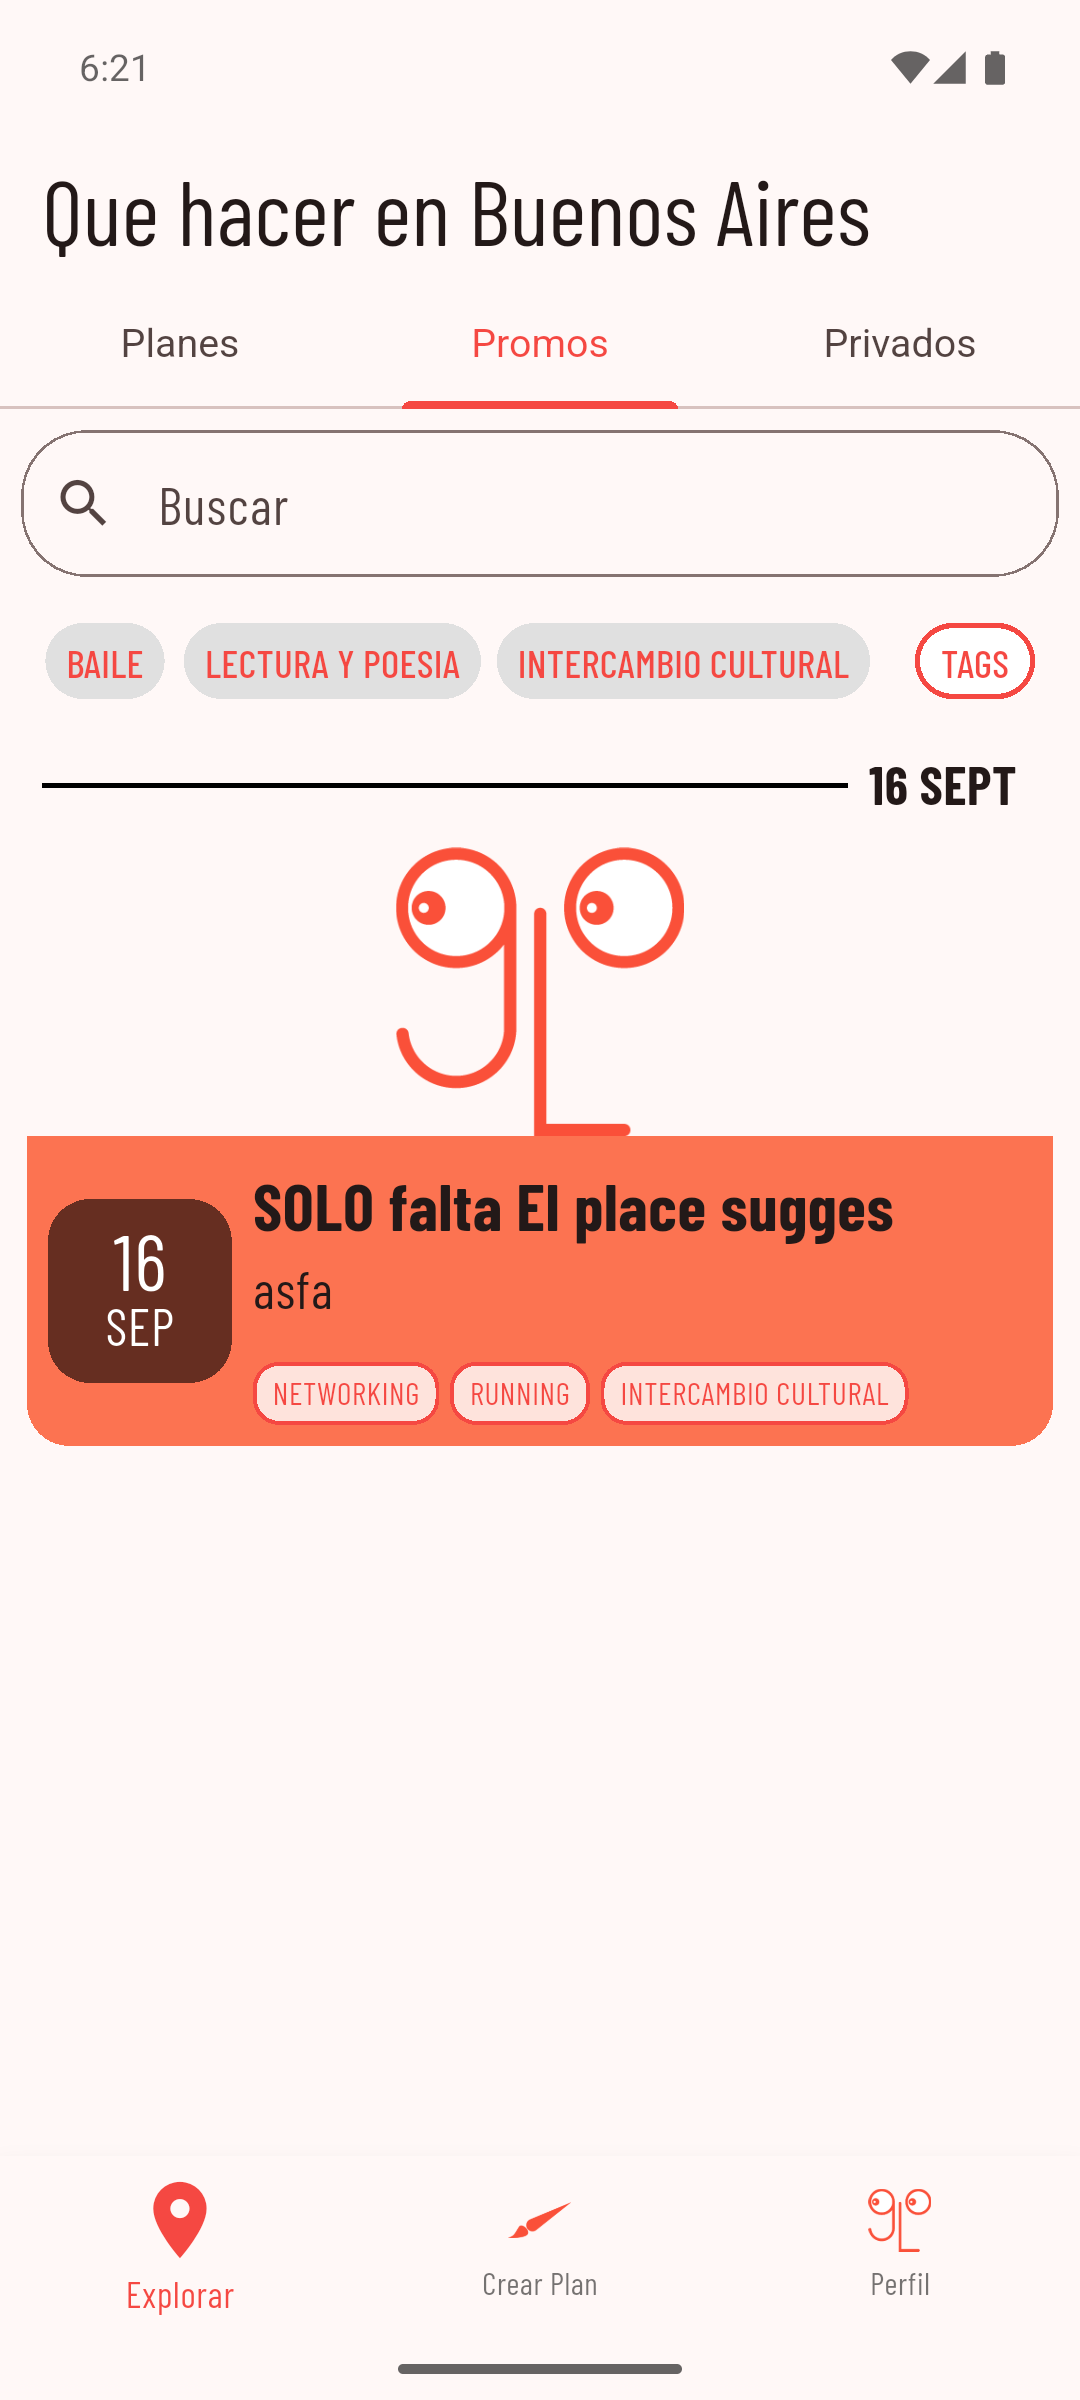 6:21
Que hacer en Buenos Aires
Planes Promos Privados
Buscar
BAILE LECTURA Y POESIA INTERCAMBIO CULTURAL TAGS
16 SEPT
SOLO falta El place sugges
16
asfa
SEP
NETWORKING RUNNING INTERCAMBIO CULTURAL
Explorar Crear Plan Perfil